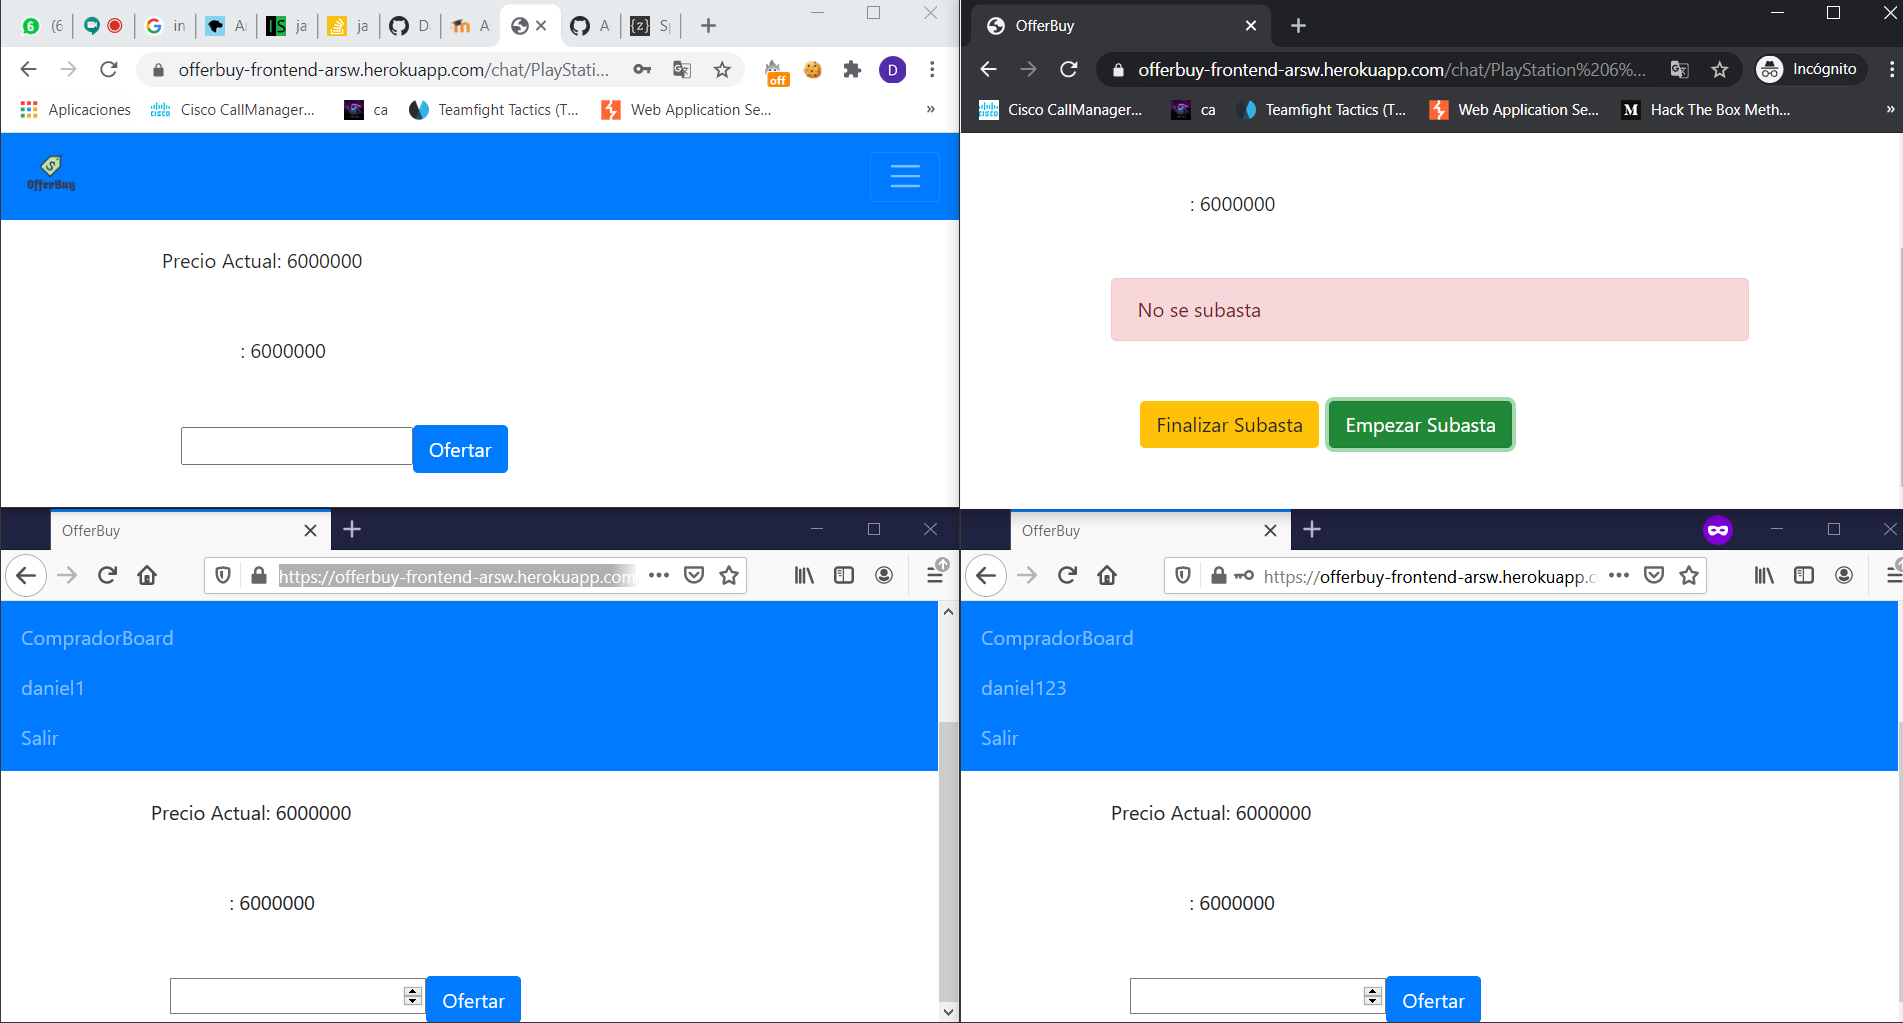 (6
in
A
ja
ja
D
A
A
S
offerbuy-frontend-arsw.herokuapp.com/chat/PlayStati...
off
D
Aplicaciones
Cisco CallManager...
ca
Teamfight Tactics (T...
Web Application Se...
»
OfferBuy
Precio Actual: 6000000
: 6000000
Ofertar
OfferBuy
offerbuy-frontend-arsw.herokuapp.com/chat/PlayStation%206%...
Incógnito
Cisco CallManager...
ca
Teamfight Tactics (T...
Web Application Se...
Hack The Box Meth...
»
: 6000000
No se subasta
Finalizar Subasta
Empezar Subasta
OfferBuy
https://offerbuy-frontend-arsw.herokuapp.com
CompradorBoard
daniel1
Salir
Precio Actual: 6000000
: 6000000
Ofertar
OfferBuy
https://offerbuy-frontend-arsw.herokuapp.c
CompradorBoard
daniel123
Salir
Precio Actual: 6000000
: 6000000
Ofertar